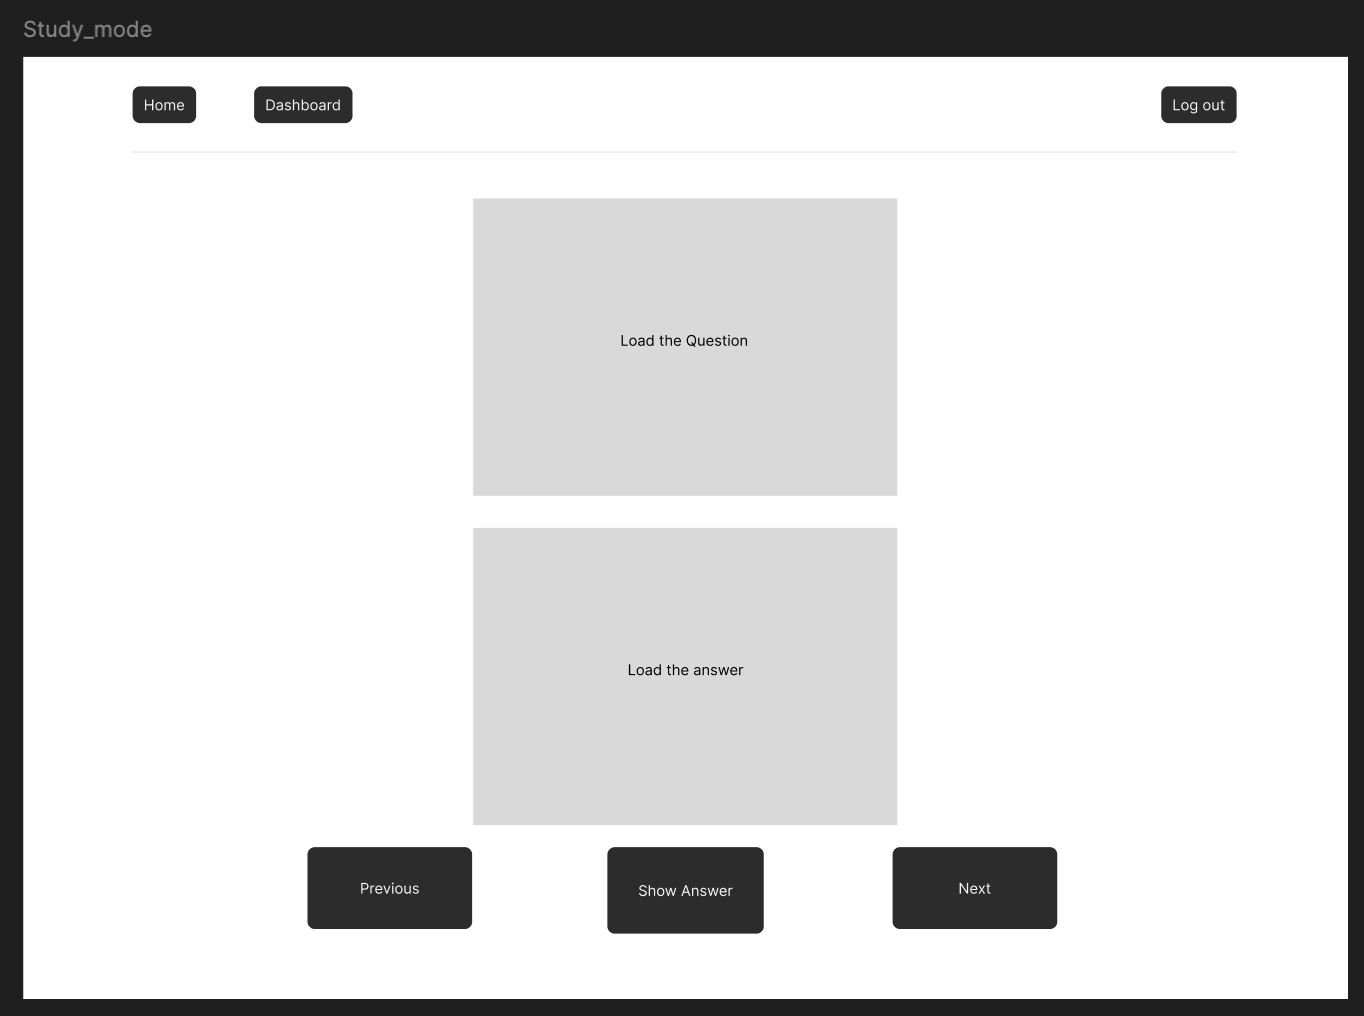 Study_mode
Home
Dashboard
Log out
Load the Question
Load the answer
Previous
Show Answer
Next